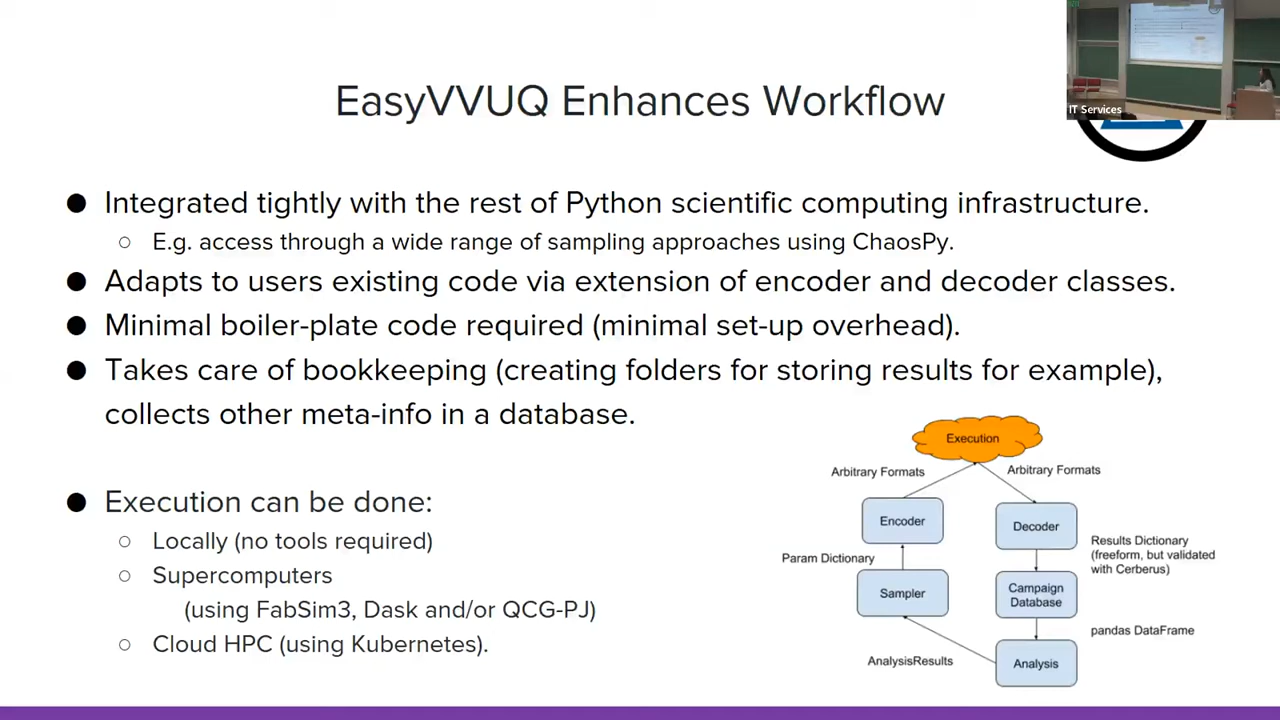 EasyVVUQ Enhances Workflow
IT Services
● Integrated tightly with the rest of Python scientific computing infrastructure.
○ E.g. access through a wide range of sampling approaches using ChaosPy.
● Adapts to users existing code via extension of encoder and decoder classes.
● Minimal boiler-plate code required (minimal set-up overhead).
● Takes care of bookkeeping (creating folders for storing results for example),
collects other meta-info in a database.
● Execution can be done:
○ Locally (no tools required)
○ Supercomputers
(using FabSim3, Dask and/or QCG-PJ)
○ Cloud HPC (using Kubernetes).
Execution
Arbitrary Formats
Arbitrary Formats
Encoder
Decoder
Param Dictionary
Results Dictionary
(freeform, but validated
with Cerberus)
Sampler
Campaign
Database
pandas DataFrame
AnalysisResults
Analysis